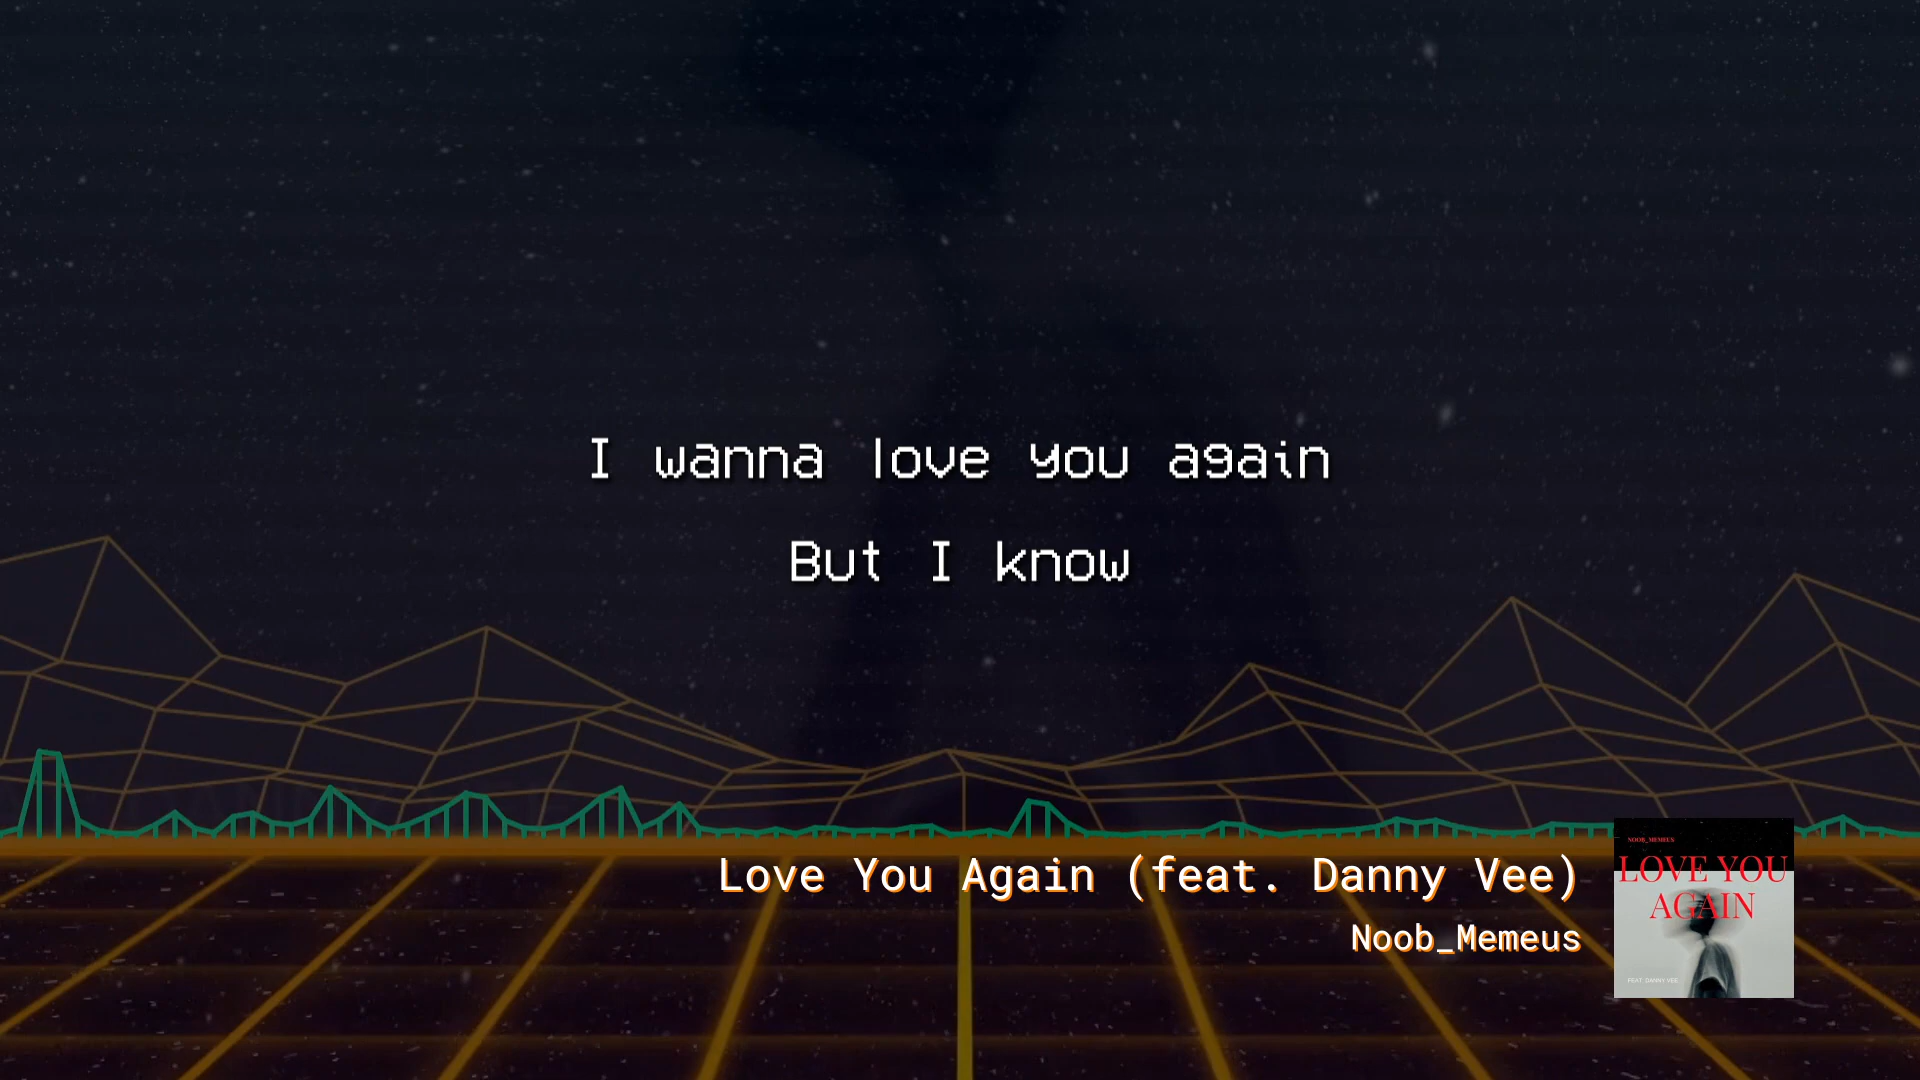 I wanna love you again
But I know
Love You Again (feat. Danny Vee)
Noob_Memeus
NOOB_MEMEUS
LOVE YOU
AGAIN
FEAT. DANNY VEE